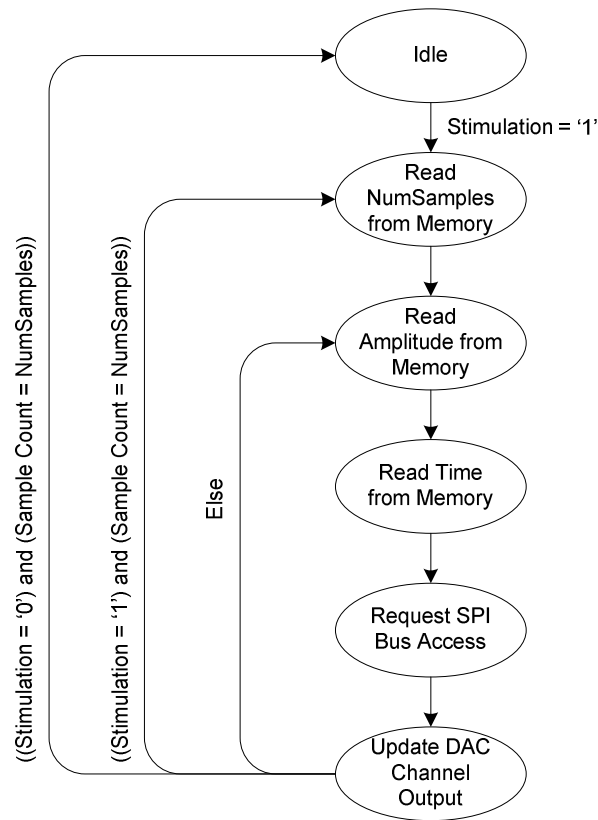 Idle
Stimulation = ‘1’
Read
NumSamples
from Memory
Read
Amplitude from
Memory
Read Time
from Memory
Request SPI
Bus Access
Update DAC
Channel
Output
Else
((Stimulation = ‘1’) and (Sample Count = NumSamples))
((Stimulation = ‘0’) and (Sample Count = NumSamples))